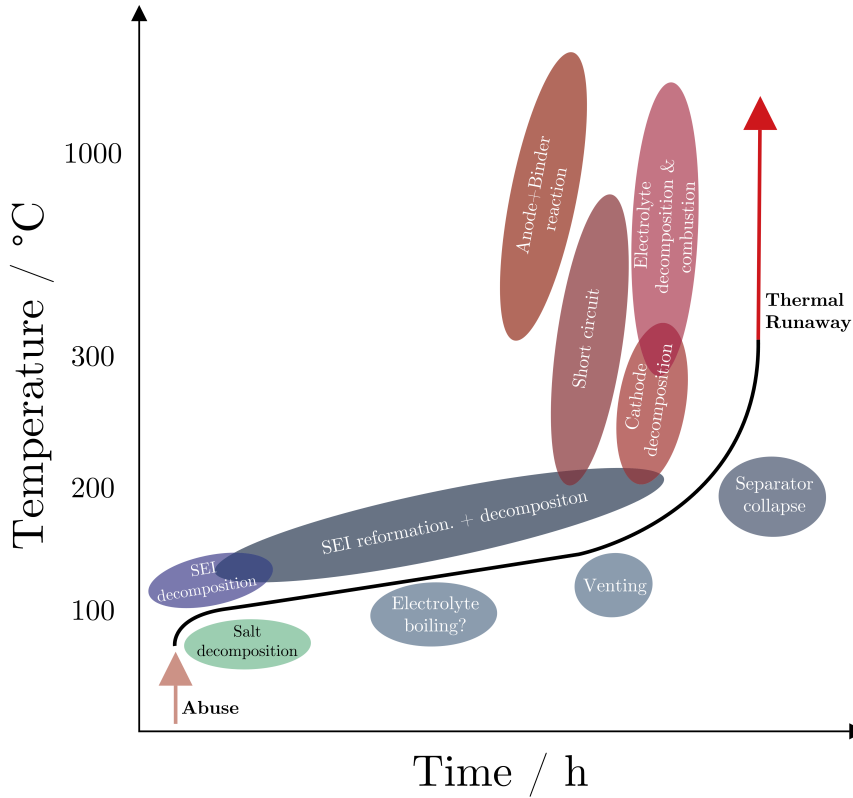 Temperature / °C
1000
300
200
100
Anode+Binder
reaction
Electrolyte
decomposition &
combustion
Short circuit
Cathode
decomposition
Thermal
Runaway
SEI reformation. + decompositon
SEI
decomposition
Separator
collapse
Venting
Electrolyte
boiling?
Salt
decomposition
Abuse
Time / h